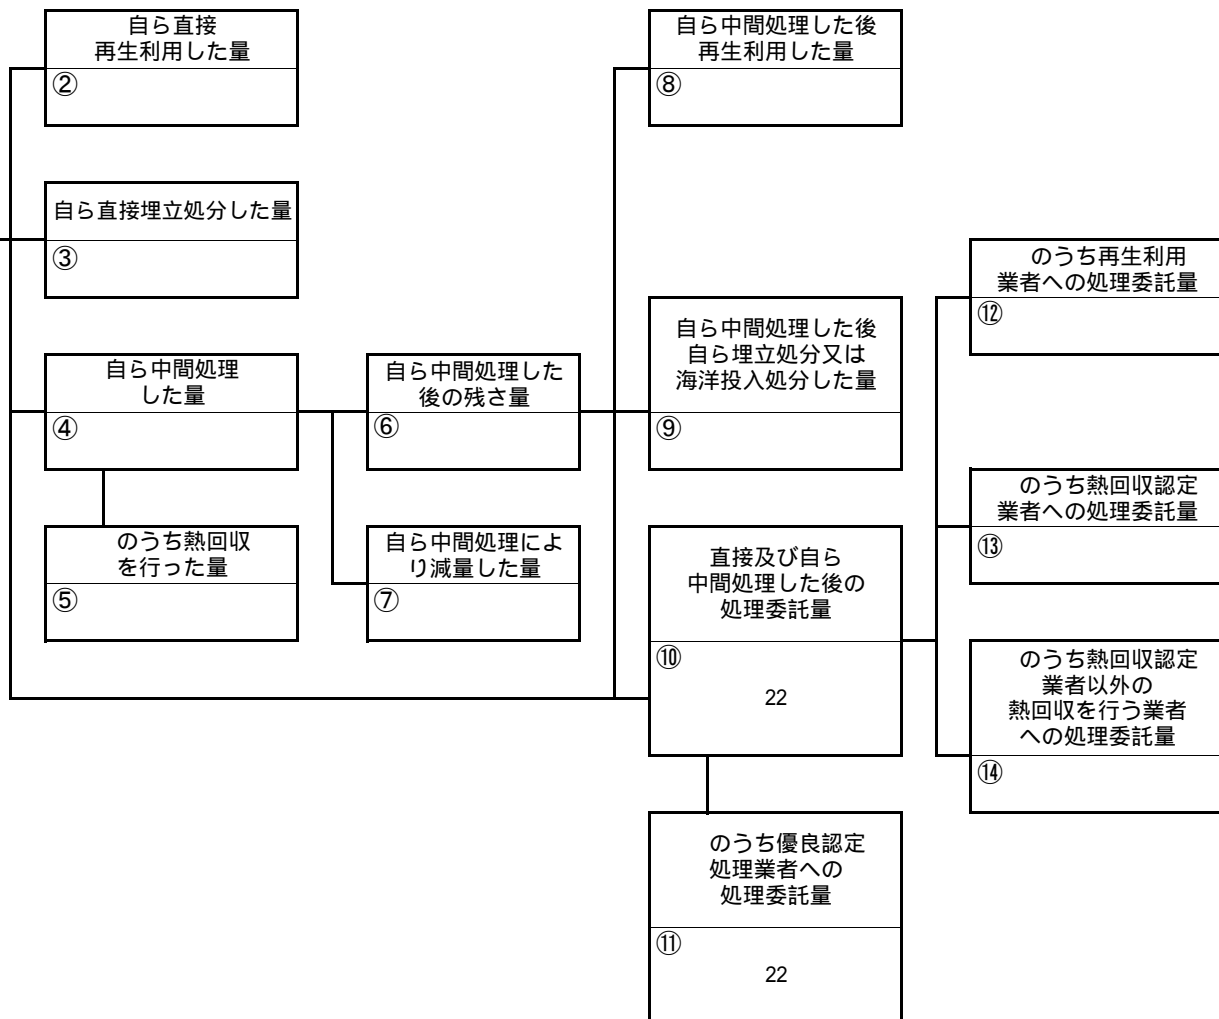 自ら直接
再生利用した量
②
自ら直接埋立処分した量
③
自ら中間処理
した量
④
のうち熱回収
を行った量
⑤
自ら中間処理した
後の残さ量
⑥
自ら中間処理によ
り減量した量
⑦
自ら中間処理した後
再生利用した量
⑧
自ら中間処理した後
自ら埋立処分又は
海洋投入処分した量
⑨
直接及び自ら
中間処理した後の
処理委託量
⑩
22
のうち優良認定
処理業者への
処理委託量
⑪
22
のうち再生利用
業者への処理委託量
⑫
のうち熱回収認定
業者への処理委託量
⑬
のうち熱回収認定
業者以外の
熱回収を行う業者
への処理委託量
⑭